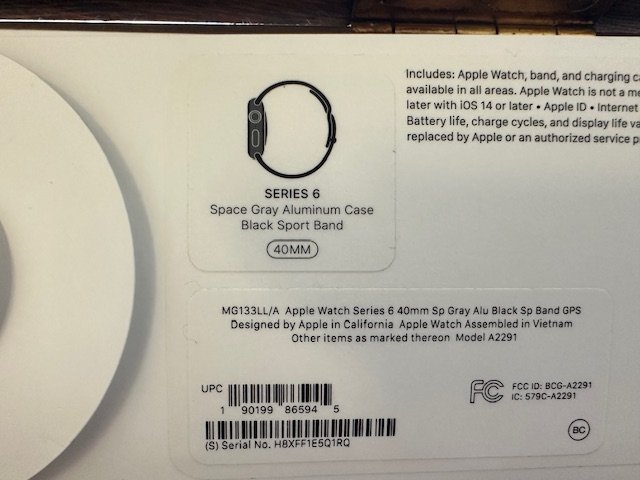 Includes: Apple Watch, band, and charging
available in all areas. Apple Watch is not a
later with iOS 14 or later • Apple ID • Internet
Battery life, charge cycles, and display life
replaced by Apple or an authorized service
SERIES 6
Space Gray Aluminum Case
Black Sport Band
40MM
MG133LL/A Apple Watch Series 6 40mm Sp Gray Alu Black Sp Band GPS
Designed by Apple in California Apple Watch Assembled in Vietnam
Other items as marked thereon Model A2291
UPC
1 90199 86594 5
(S) Serial No. H8XFF1E5Q1RQ
FC FCC ID: BCG-A2291
IC: 579C-A2291
BC